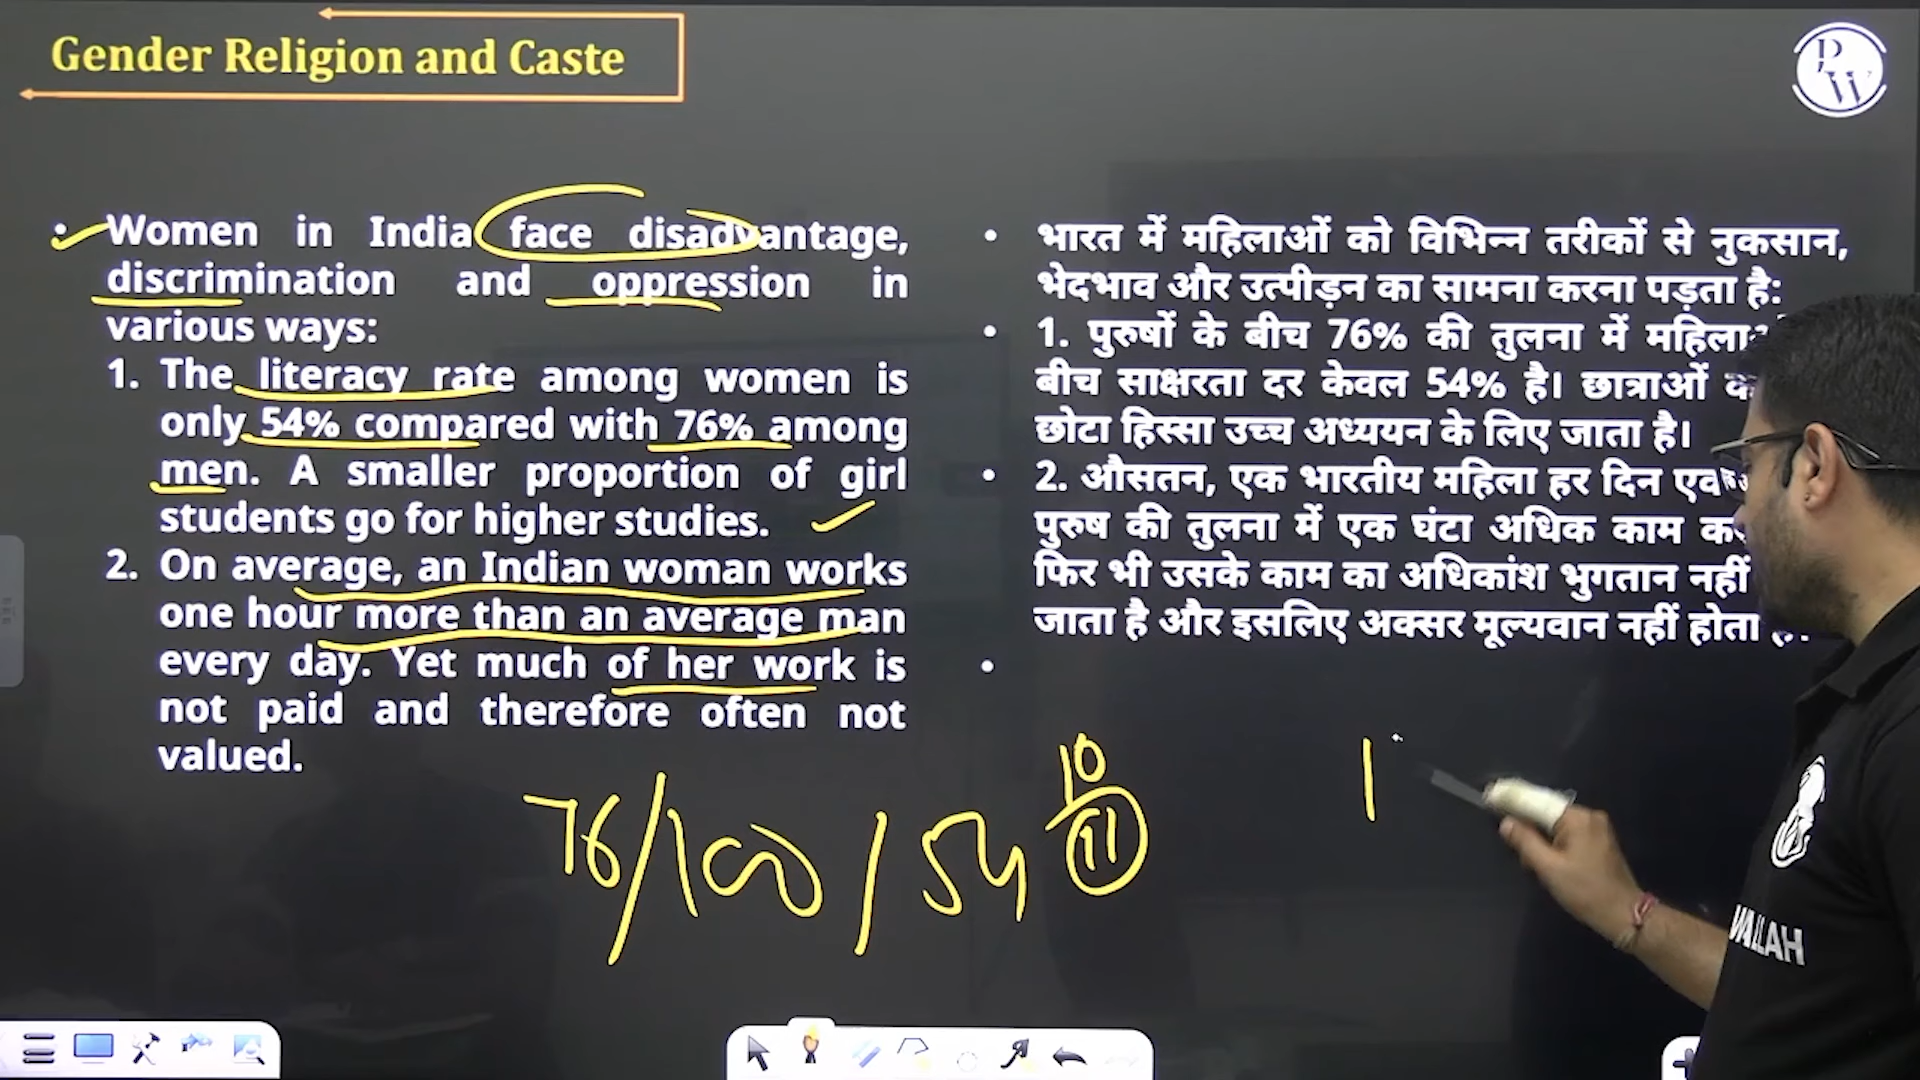 Gender Religion and Caste
PW
• Women in India face disadvantage,
discrimination and oppression in
various ways:
1. The literacy rate among women is
only 54% compared with 76% among
men. A smaller proportion of girl
students go for higher studies.
2. On average, an Indian woman works
one hour more than an average man
every day. Yet much of her work is
not paid and therefore often not
valued.
• भारत में महिलाओं को विभिन्न तरीकों से नुकसान,
भेदभाव और उत्पीड़न का सामना करना पड़ता है:
• 1. पुरुषों के बीच 76% की तुलना में
बीच साक्षरता दर केवल 54% है। छात्राओं
छोटा हिस्सा उच्च अध्ययन के लिए जाता है।
• 2. औसतन, एक भारतीय महिला हर दिन
पुरुष की तुलना में एक घंटा अधिक काम
फिर भी उसके काम का अधिकांश भुगतान नहीं
जाता है और इसलिए अक्सर मूल्यवान नहीं होता
•
76/100/54 10 11
1
WALLAH